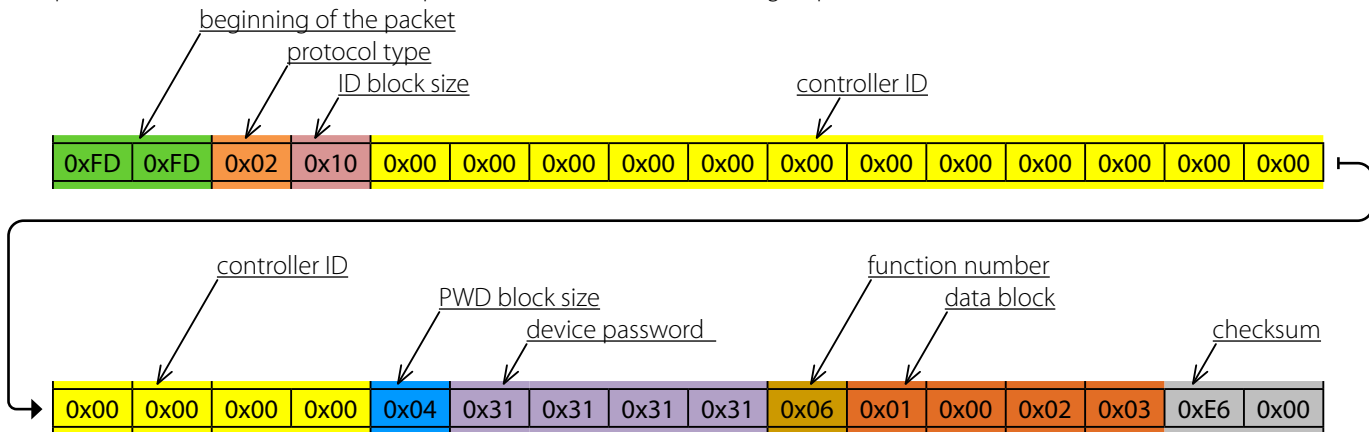 beginning of the packet
protocol type
ID block size
controller ID
0xFD 0xFD 0x02 0x10 0x00 0x00 0x00 0x00 0x00 0x00 0x00 0x00 0x00 0x00 0x00 0x00
controller ID
function number
PWD block size
data block
device password
checksum
0x00 0x00 0x00 0x00 0x04 0x31 0x31 0x31 0x31 0x06 0x01 0x00 0x02 0x03 0xE6 0x00